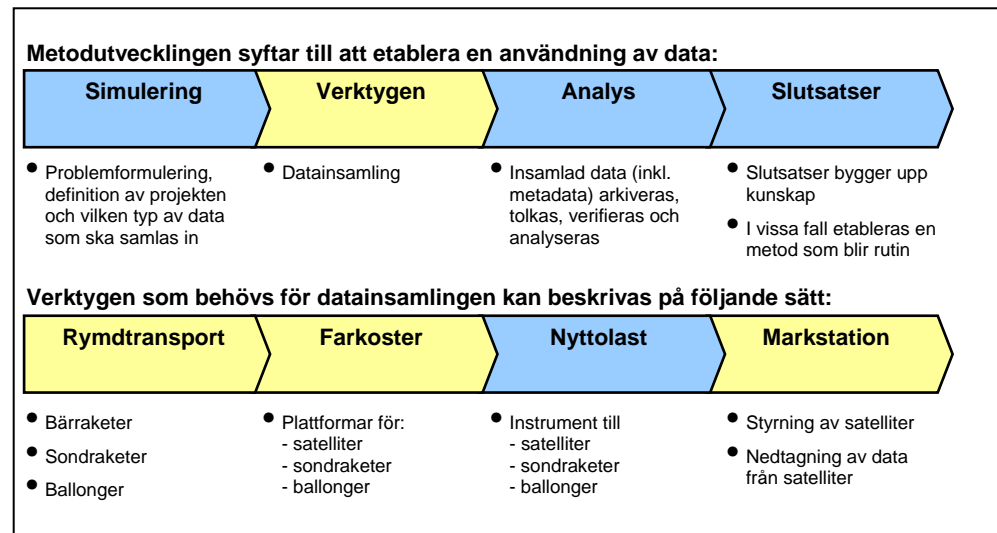 Metodutvecklingen syftar till att etablera en användning av data:
Simulering
Verktygen
Analys
Slutsatser
• Problemformulering,
definition av projekten
och vilken typ av data
som ska samlas in
• Datainsamling
• Insamlad data (inkl.
metadata) arkiveras,
tolkas, verifieras och
analyseras
• Slutsatser bygger upp
kunskap
• I vissa fall etableras en
metod som blir rutin
Verktygen som behövs för datainsamlingen kan beskrivas på följande sätt:
Rymdtransport
Farkoster
Nyttolast
Markstation
• Bärraketer
• Sondraketer
• Ballonger
• Plattformar för:
- satelliter
- sondraketer
- ballonger
• Instrument till
- satelliter
- sondraketer
- ballonger
• Styrning av satelliter
• Nedtagning av data
från satelliter